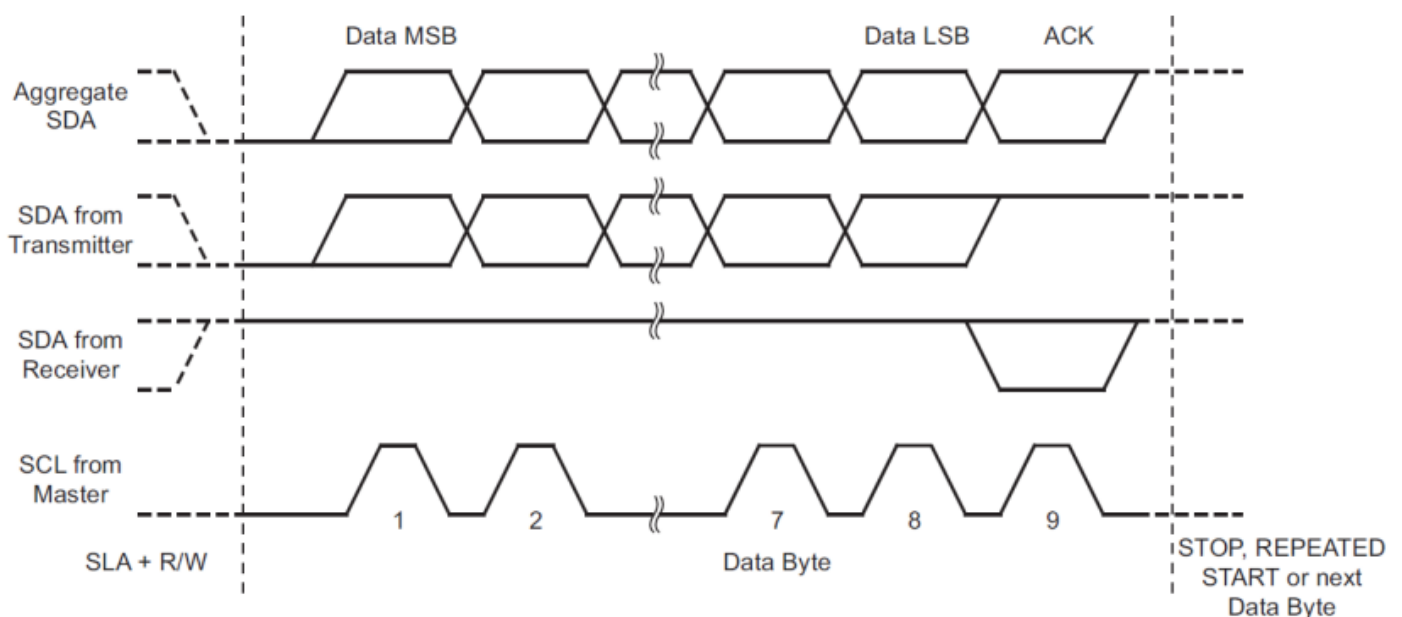 Data MSB
Data LSB
ACK
Aggregate
SDA
SDA from
Transmitter
SDA from
Receiver
SCL from
Master
1
2
7
8
9
SLA + R/W
Data Byte
STOP, REPEATED
START or next
Data Byte